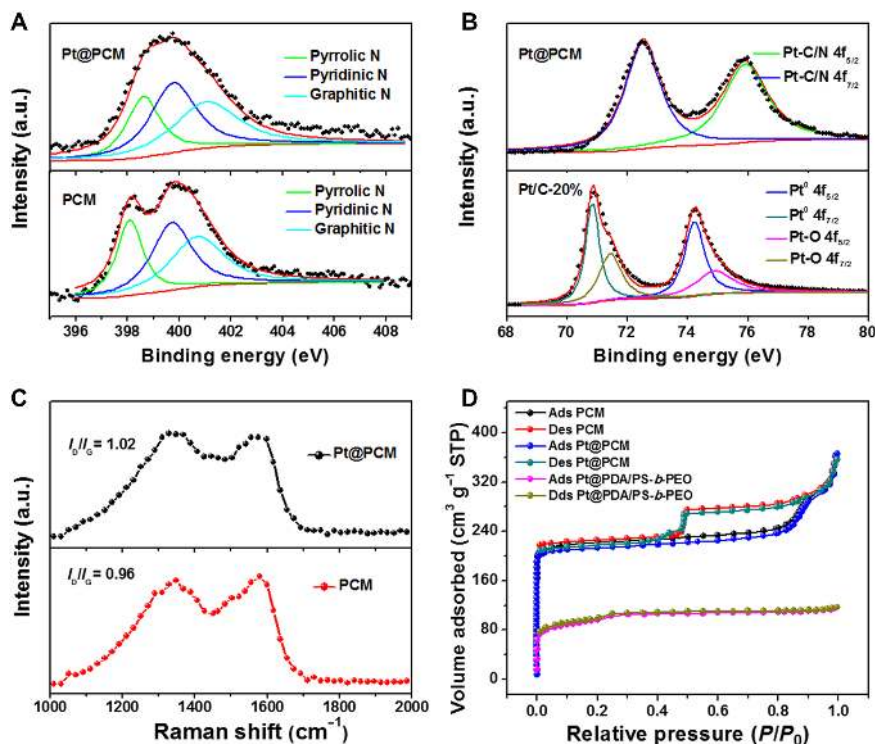 A
Pt@PCM
Pyrrolic N
Pyridinic N
Graphitic N
PCM
Pyrrolic N
Pyridinic N
Graphitic N
Intensity (a.u.)
396 398 400 402 404 406 408
Binding energy (eV)
B
Pt@PCM
Pt-C/N 4f5/2
Pt-C/N 4f7/2
Pt/C-20%
Pt0 4f5/2
Pt0 4f7/2
Pt-O 4f5/2
Pt-O 4f7/2
Intensity (a.u.)
68 70 72 74 76 78 80
Binding energy (eV)
C
ID/IG = 1.02
Pt@PCM
ID/IG = 0.96
PCM
Intensity (a.u.)
1000 1200 1400 1600 1800 2000
Raman shift (cm−1)
D
Ads PCM
Des PCM
Ads Pt@PCM
Des Pt@PCM
Ads Pt@PDA/PS-b-PEO
Dds Pt@PDA/PS-b-PEO
Volume adsorbed (cm3 g−1 STP)
400
320
240
160
80
0
0.0 0.2 0.4 0.6 0.8 1.0
Relative pressure (P/P0)